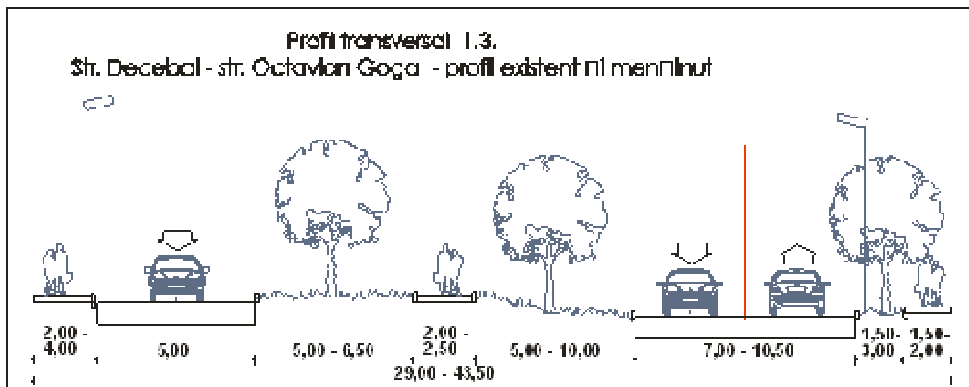 Profil transversal 1.3.
Str. Decebal - str. Octavian Goga - profil existent □i men□inut
2,00 - 4,00
5,00
5,00 - 6,50
2,00 - 2,50
5,00 - 10,00
7,00 - 10,50
1,50- 3,00
1,50- 2,00
29,00 - 43,50